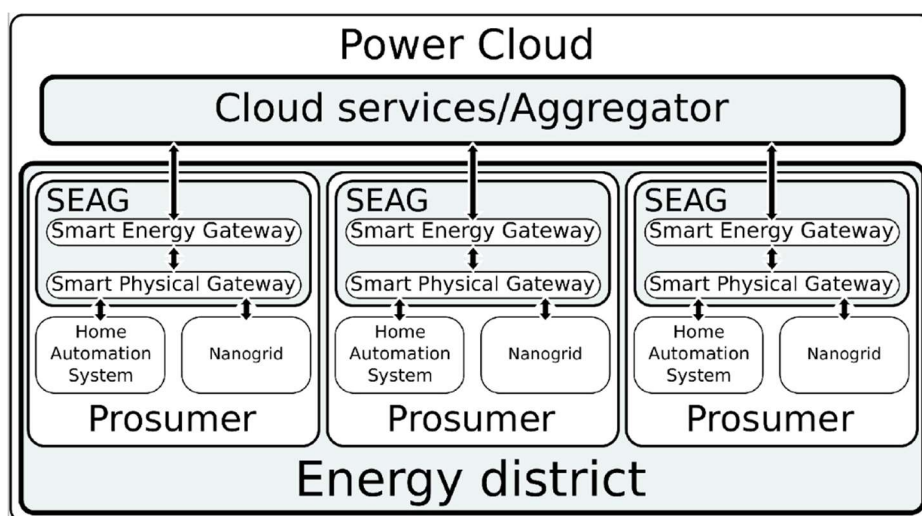 Power Cloud
Cloud services/Aggregator
SEAG
Smart Energy Gateway
Smart Physical Gateway
Home
Automation
System
Nanogrid
Prosumer
SEAG
Smart Energy Gateway
Smart Physical Gateway
Home
Automation
System
Nanogrid
Prosumer
SEAG
Smart Energy Gateway
Smart Physical Gateway
Home
Automation
System
Nanogrid
Prosumer
Energy district